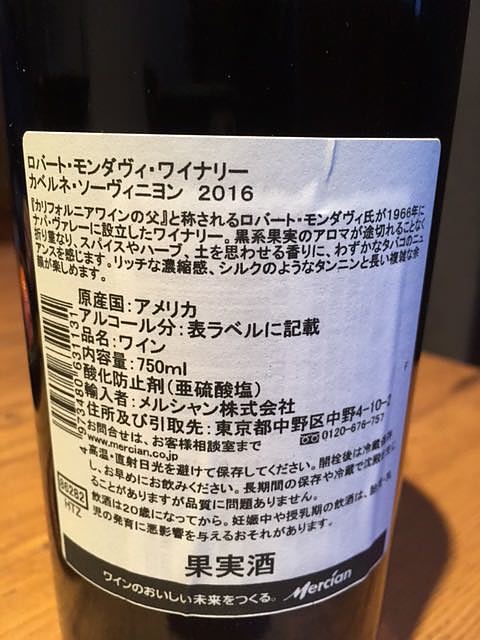 ロバート・モンダヴィ・ワイナリー
カベルネ・ソーヴィニヨン 2016
『カリフォルニアワインの父』と称されるロバート・モンダヴィ氏が1966年に
ナパ・ヴァレーに設立したワイナリー。黒系果実のアロマが途切れることなく
折り重なり、スパイスやハーブ、土を思わせる香りに、わずかなタバコのニュ
アンスを感じます。リッチな濃縮感、シルクのようなタンニンと長い複雑な余
韻が楽しめます。
原産国:アメリカ
アルコール分:表ラベルに記載
品名:ワイン
内容量:750ml
酸化防止剤(亜硫酸塩)
輸入者:メルシャン株式会社
住所及び引取先:東京都中野区中野4-10-2
お問合せは、お客様相談室まで 0120-676-757
www.mercian.co.jp
高温・直射日光を避けて保存してください。開栓後は冷蔵保存
し、お早めにお飲みください。長期間の保存や冷蔵で沈殿が生じ
ることがありますが品質に問題ありません。
飲酒は20歳になってから。妊娠中や授乳期の飲酒は、胎児・乳
児の発育に悪影響を与えるおそれがあります。
4 973480 631131
86282
HTZ
果実酒
ワインのおいしい未来をつくる。 Mercian